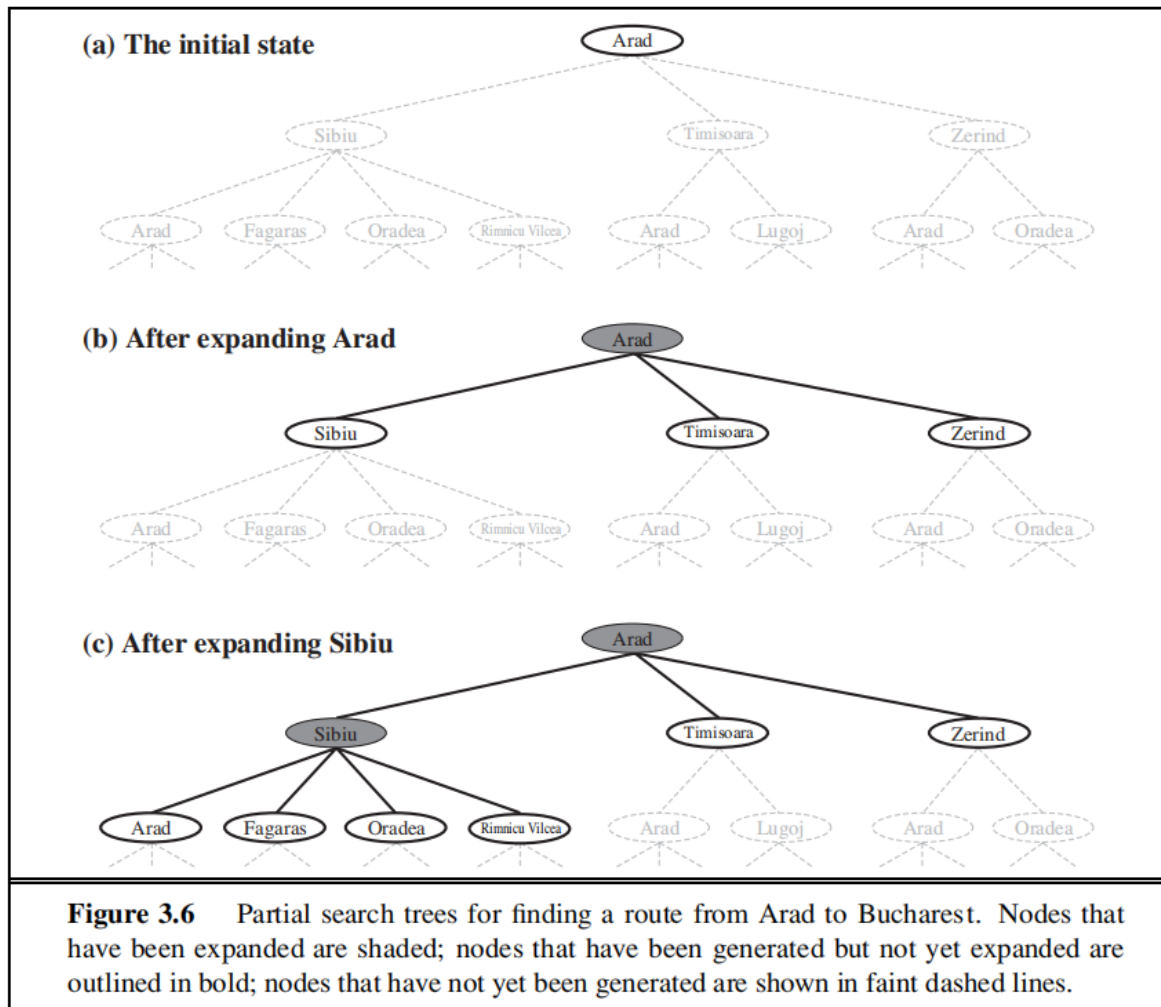 (a) The initial state
Arad
Sibiu
Timisoara
Zerind
Arad
Fagaras
Oradea
Rimnicu Vilcea
Arad
Lugoj
Arad
Oradea
(b) After expanding Arad
Arad
Sibiu
Timisoara
Zerind
Arad
Fagaras
Oradea
Rimnicu Vilcea
Arad
Lugoj
Arad
Oradea
(c) After expanding Sibiu
Arad
Sibiu
Timisoara
Zerind
Arad
Fagaras
Oradea
Rimnicu Vilcea
Arad
Lugoj
Arad
Oradea
Figure 3.6 Partial search trees for finding a route from Arad to Bucharest. Nodes that
have been expanded are shaded; nodes that have been generated but not yet expanded are
outlined in bold; nodes that have not yet been generated are shown in faint dashed lines.